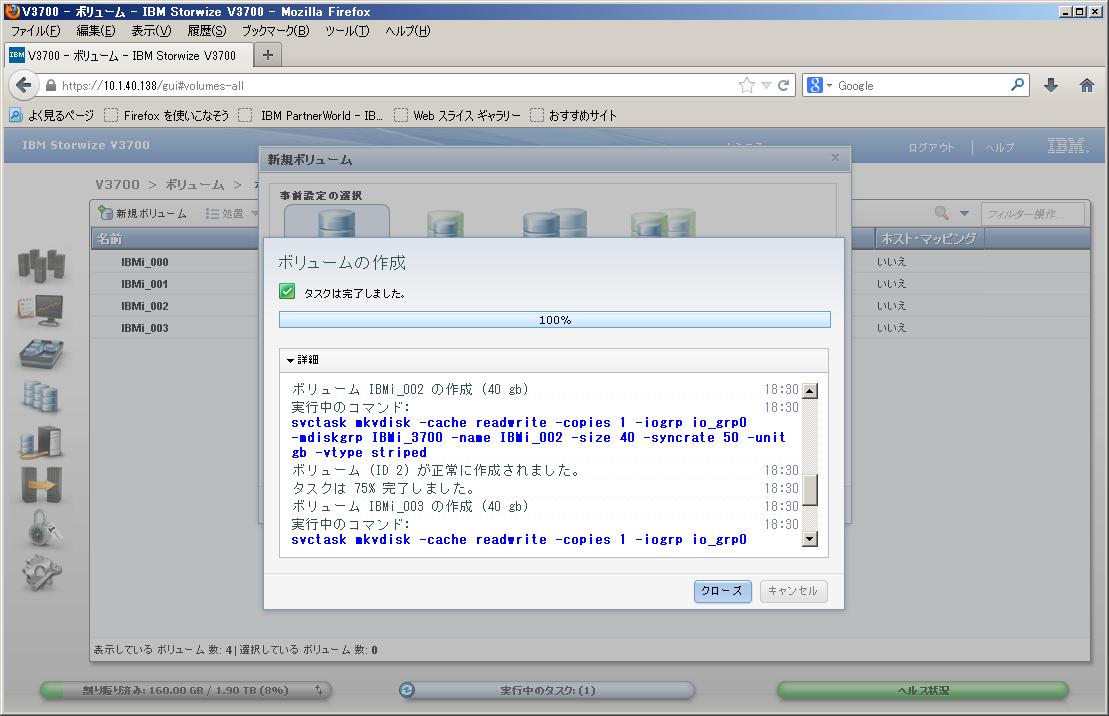 V3700 - ボリューム - IBM Storwize V3700 - Mozilla Firefox
ファイル(F) 編集(E) 表示(V) 履歴(S) ブックマーク(B) ツール(T) ヘルプ(H)
IBM V3700 - ボリューム - IBM Storwize V3700 +
https://10.1.40.138/gui#volumes-all
8 Google
よく見るページ Firefox を使いこなそう IBM PartnerWorld - IB... Web スライス ギャラリー おすすめサイト
IBM Storwize V3700
ログアウト | ヘルプ IBM
新規ボリューム ×
V3700 > ボリューム >
事前設定の選択
新規ボリューム 処置
フィルター操作...
名前 ホスト・マッピング
IBMi_000 いいえ
IBMi_001 いいえ
IBMi_002 いいえ
IBMi_003 いいえ
ボリュームの作成
タスクは完了しました。
100%
詳細
ボリューム IBMi_002 の作成 (40 gb) 18:30
実行中のコマンド: 18:30
svctask mkvdisk -cache readwrite -copies 1 -iogrp io_grp0
-mdiskgrp IBMi_3700 -name IBMi_002 -size 40 -syncrate 50 -unit
gb -vtype striped
ボリューム (ID 2) が正常に作成されました。 18:30
タスクは 75% 完了しました。 18:30
ボリューム IBMi_003 の作成 (40 gb) 18:30
実行中のコマンド: 18:30
svctask mkvdisk -cache readwrite -copies 1 -iogrp io_grp0
クローズ キャンセル
表示している ボリューム 数: 4 | 選択している ボリューム 数: 0
割り振り済み: 160.00 GB / 1.90 TB (8%) 実行中のタスク: (1) ヘルス状況